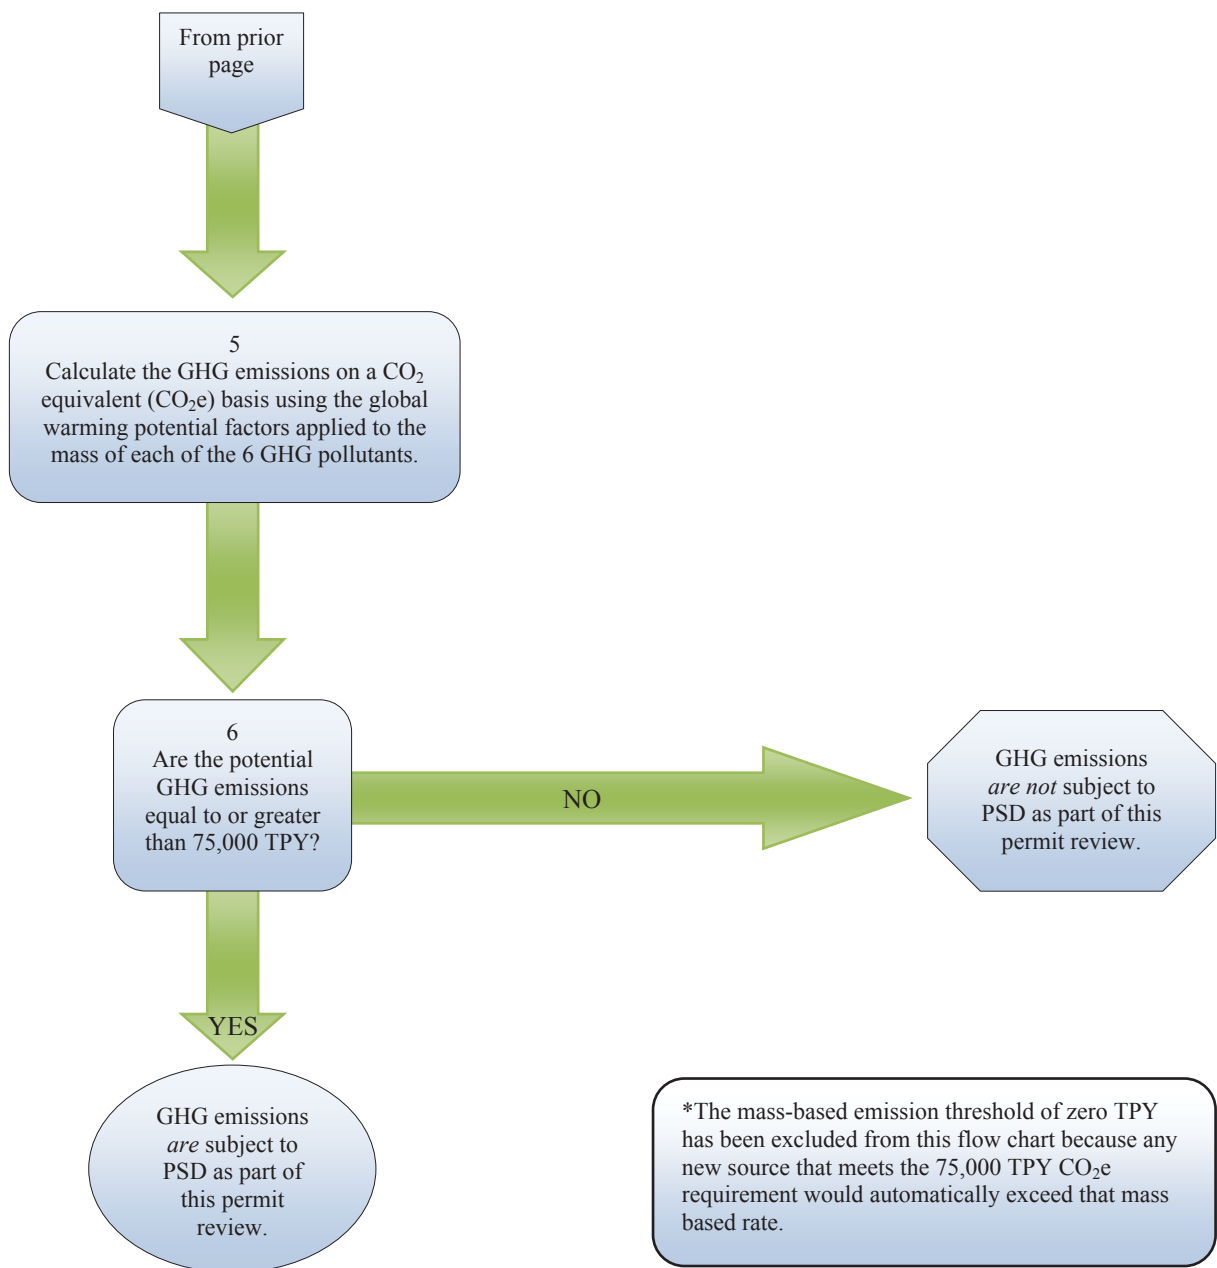 From prior
page
5
Calculate the GHG emissions on a CO₂
equivalent (CO₂e) basis using the global
warming potential factors applied to the
mass of each of the 6 GHG pollutants.
6
Are the potential
GHG emissions
equal to or greater
than 75,000 TPY?
NO
GHG emissions
are not subject to
PSD as part of this
permit review.
YES
GHG emissions
are subject to
PSD as part of
this permit
review.
*The mass-based emission threshold of zero TPY
has been excluded from this flow chart because any
new source that meets the 75,000 TPY CO₂e
requirement would automatically exceed that mass
based rate.